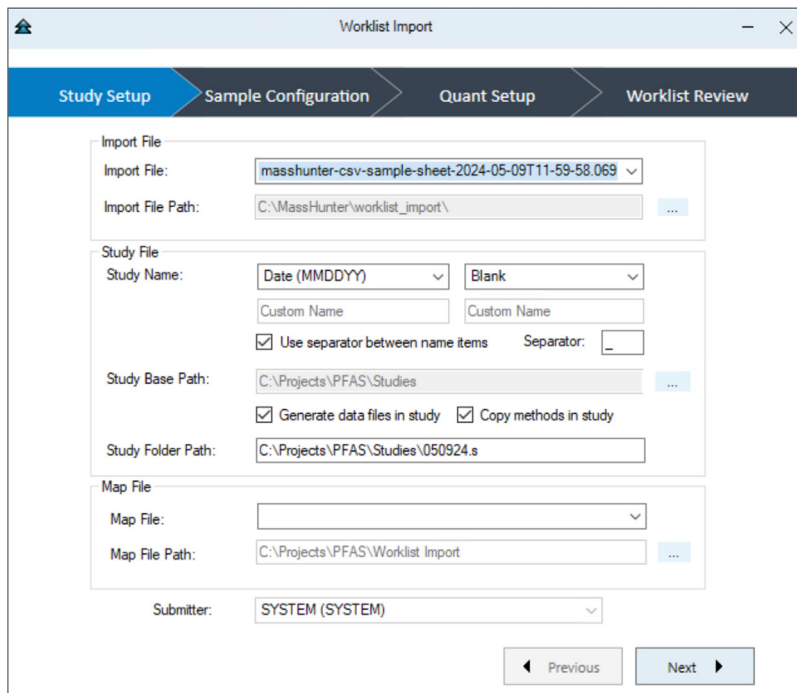 Worklist Import
Study Setup Sample Configuration Quant Setup Worklist Review
Import File
Import File: masshunter-csv-sample-sheet-2024-05-09T11-59-58.069
Import File Path: C:\MassHunter\worklist_import\ ...
Study File
Study Name: Date (MMDDYY) Blank
Custom Name Custom Name
Use separator between name items Separator: _
Study Base Path: C:\Projects\PFAS\Studies ...
Generate data files in study Copy methods in study
Study Folder Path: C:\Projects\PFAS\Studies\050924.s
Map File
Map File:
Map File Path: C:\Projects\PFAS\Worklist Import ...
Submitter: SYSTEM (SYSTEM)
Previous Next